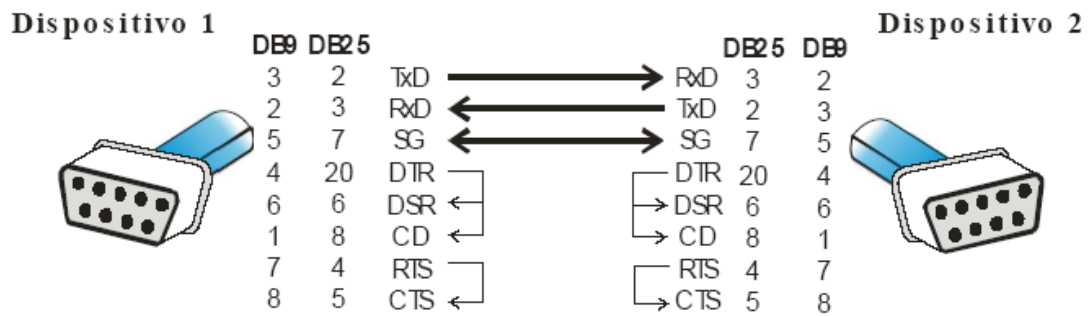 Dispositivo 1 Dispositivo 2
DB9 DB25 DB25 DB9
3 2 TxD RxD 3 2
2 3 RxD TxD 2 3
5 7 SG SG 7 5
4 20 DTR DTR 20 4
6 6 DSR DSR 6 6
1 8 CD CD 8 1
7 4 RTS RTS 4 7
8 5 CTS CTS 5 8